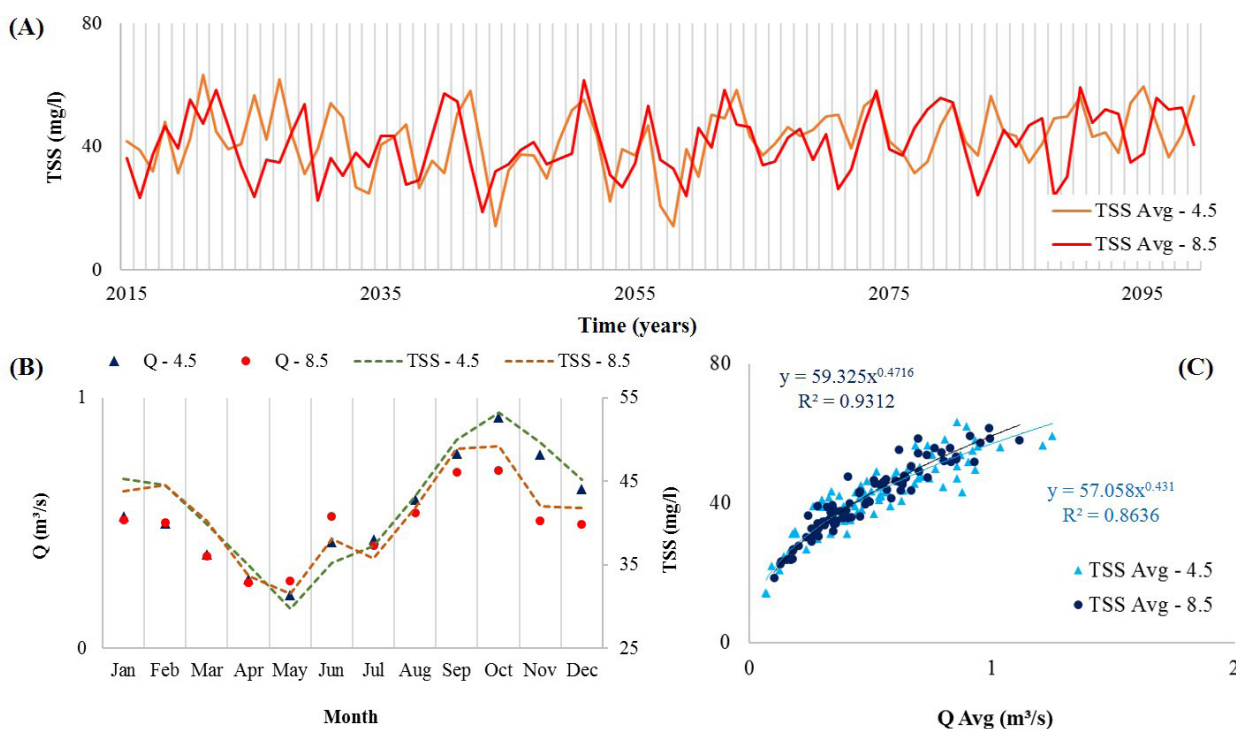 (A)
80
40
0
TSS (mg/l)
2015 2035 2055 2075 2095
Time (years)
TSS Avg - 4.5
TSS Avg - 8.5
(B)
Q - 4.5 Q - 8.5 TSS - 4.5 TSS - 8.5
1
0
Q (m³/s)
55
45
35
25
TSS (mg/l)
Jan Feb Mar Apr May Jun Jul Aug Sep Oct Nov Dec
Month
(C)
80
40
0
y = 59.325x^0.4716
R² = 0.9312
y = 57.058x^0.431
R² = 0.8636
TSS Avg - 4.5
TSS Avg - 8.5
0 1 2
Q Avg (m³/s)